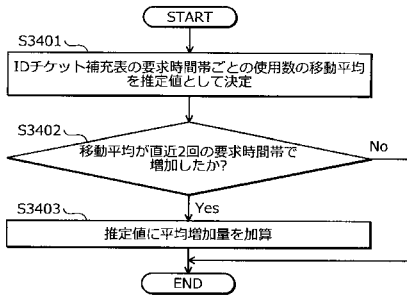 START
S3401
IDチケット補充表の要求時間帯ごとの使用数の移動平均
を推定値として決定
S3402
移動平均が直近2回の要求時間帯で
増加したか?
No
Yes
S3403
推定値に平均増加量を加算
END